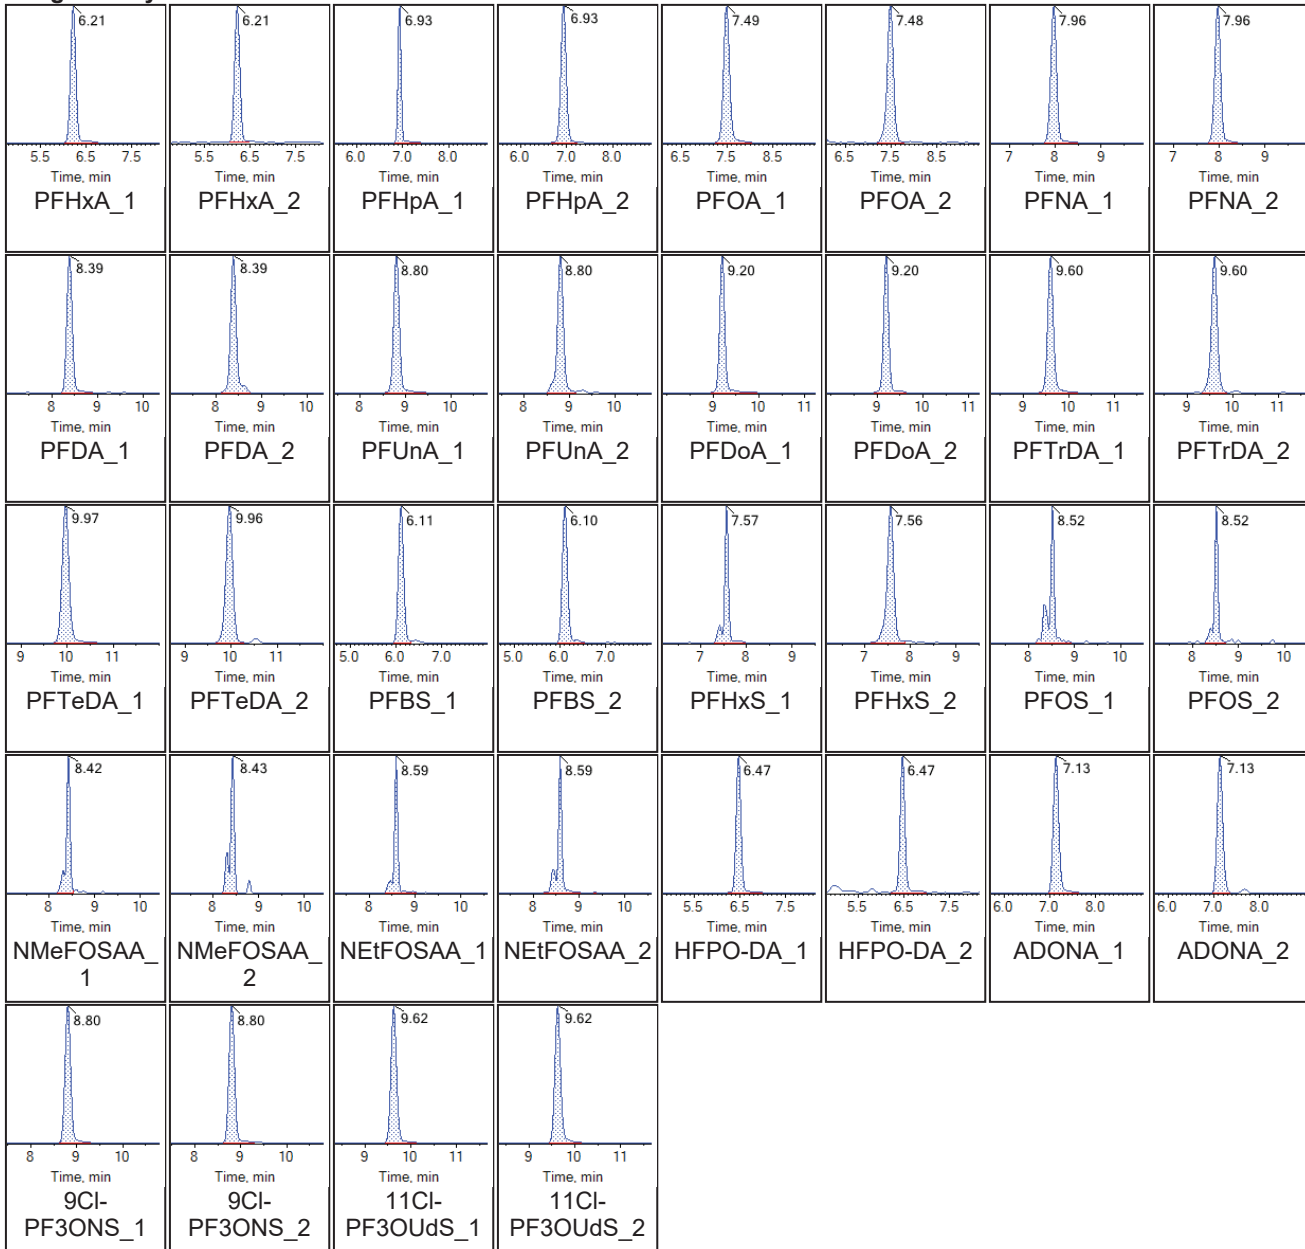 6.21 6.21 6.93 6.93 7.49 7.48 7.96 7.96
5.5 6.5 7.5 5.5 6.5 7.5 6.0 7.0 8.0 6.0 7.0 8.0 6.5 7.5 8.5 6.5 7.5 8.5 7 8 9 7 8 9
Time, min Time, min Time, min Time, min Time, min Time, min Time, min Time, min
PFHxA_1 PFHxA_2 PFHpA_1 PFHpA_2 PFOA_1 PFOA_2 PFNA_1 PFNA_2
8.39 8.39 8.80 8.80 9.20 9.20 9.60 9.60
8 9 10 8 9 10 8 9 10 8 9 10 9 10 11 9 10 11 9 10 11 9 10 11
Time, min Time, min Time, min Time, min Time, min Time, min Time, min Time, min
PFDA_1 PFDA_2 PFUnA_1 PFUnA_2 PFDoA_1 PFDoA_2 PFTrDA_1 PFTrDA_2
9.97 9.96 6.11 6.10 7.57 7.56 8.52 8.52
9 10 11 9 10 11 5.0 6.0 7.0 5.0 6.0 7.0 7 8 9 7 8 9 8 9 10 8 9 10
Time, min Time, min Time, min Time, min Time, min Time, min Time, min Time, min
PFTeDA_1 PFTeDA_2 PFBS_1 PFBS_2 PFHxS_1 PFHxS_2 PFOS_1 PFOS_2
8.42 8.43 8.59 8.59 6.47 6.47 7.13 7.13
8 9 10 8 9 10 8 9 10 8 9 10 5.5 6.5 7.5 5.5 6.5 7.5 6.0 7.0 8.0 6.0 7.0 8.0
Time, min Time, min Time, min Time, min Time, min Time, min Time, min Time, min
NMeFOSAA_ NMeFOSAA_ NEtFOSAA_1 NEtFOSAA_2 HFPO-DA_1 HFPO-DA_2 ADONA_1 ADONA_2
1 2
8.80 8.80 9.62 9.62
8 9 10 8 9 10 9 10 11 9 10 11
Time, min Time, min Time, min Time, min
9Cl- 9Cl- 11Cl- 11Cl-
PF3ONS_1 PF3ONS_2 PF3OUdS_1 PF3OUdS_2